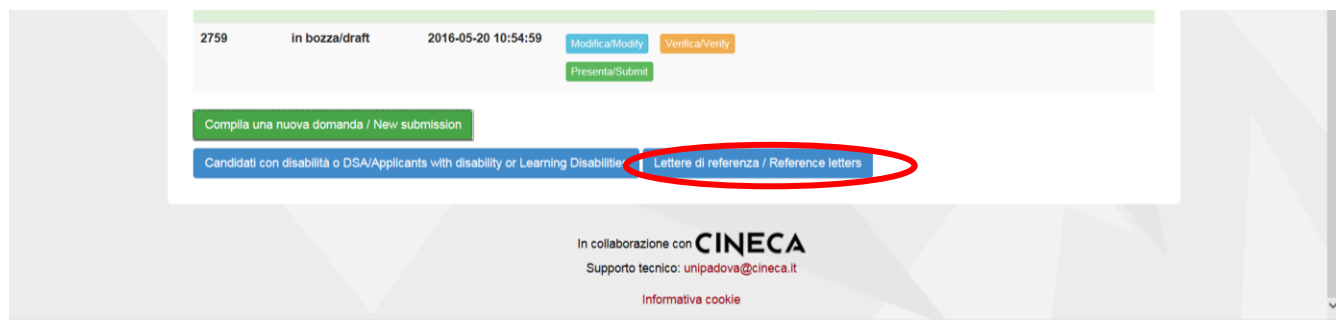 2759 in bozza/draft 2016-05-20 10:54:59 Modifica/Modify Verifica/Verify
Presenta/Submit
Compila una nuova domanda / New submission
Candidati con disabilità o DSA/Applicants with disability or Learning Disabilities Lettere di referenza / Reference letters
In collaborazione con CINECA
Supporto tecnico: unipadova@cineca.it
Informativa cookie